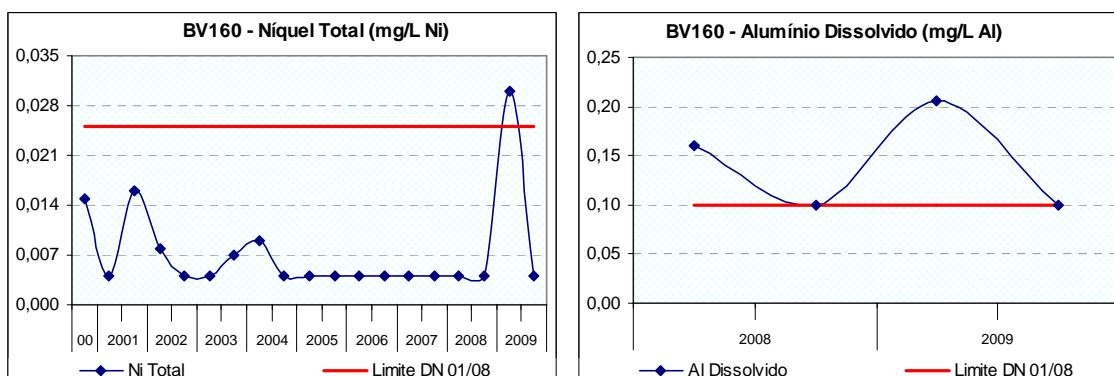 BV160 - Níquel Total (mg/L Ni)
0,035
0,028
0,021
0,014
0,007
0,000
00 2001 2002 2003 2004 2005 2006 2007 2008 2009
Ni Total Limite DN 01/08
BV160 - Alumínio Dissolvido (mg/L Al)
0,25
0,20
0,15
0,10
0,05
0,00
2008 2009
Al Dissolvido Limite DN 01/08